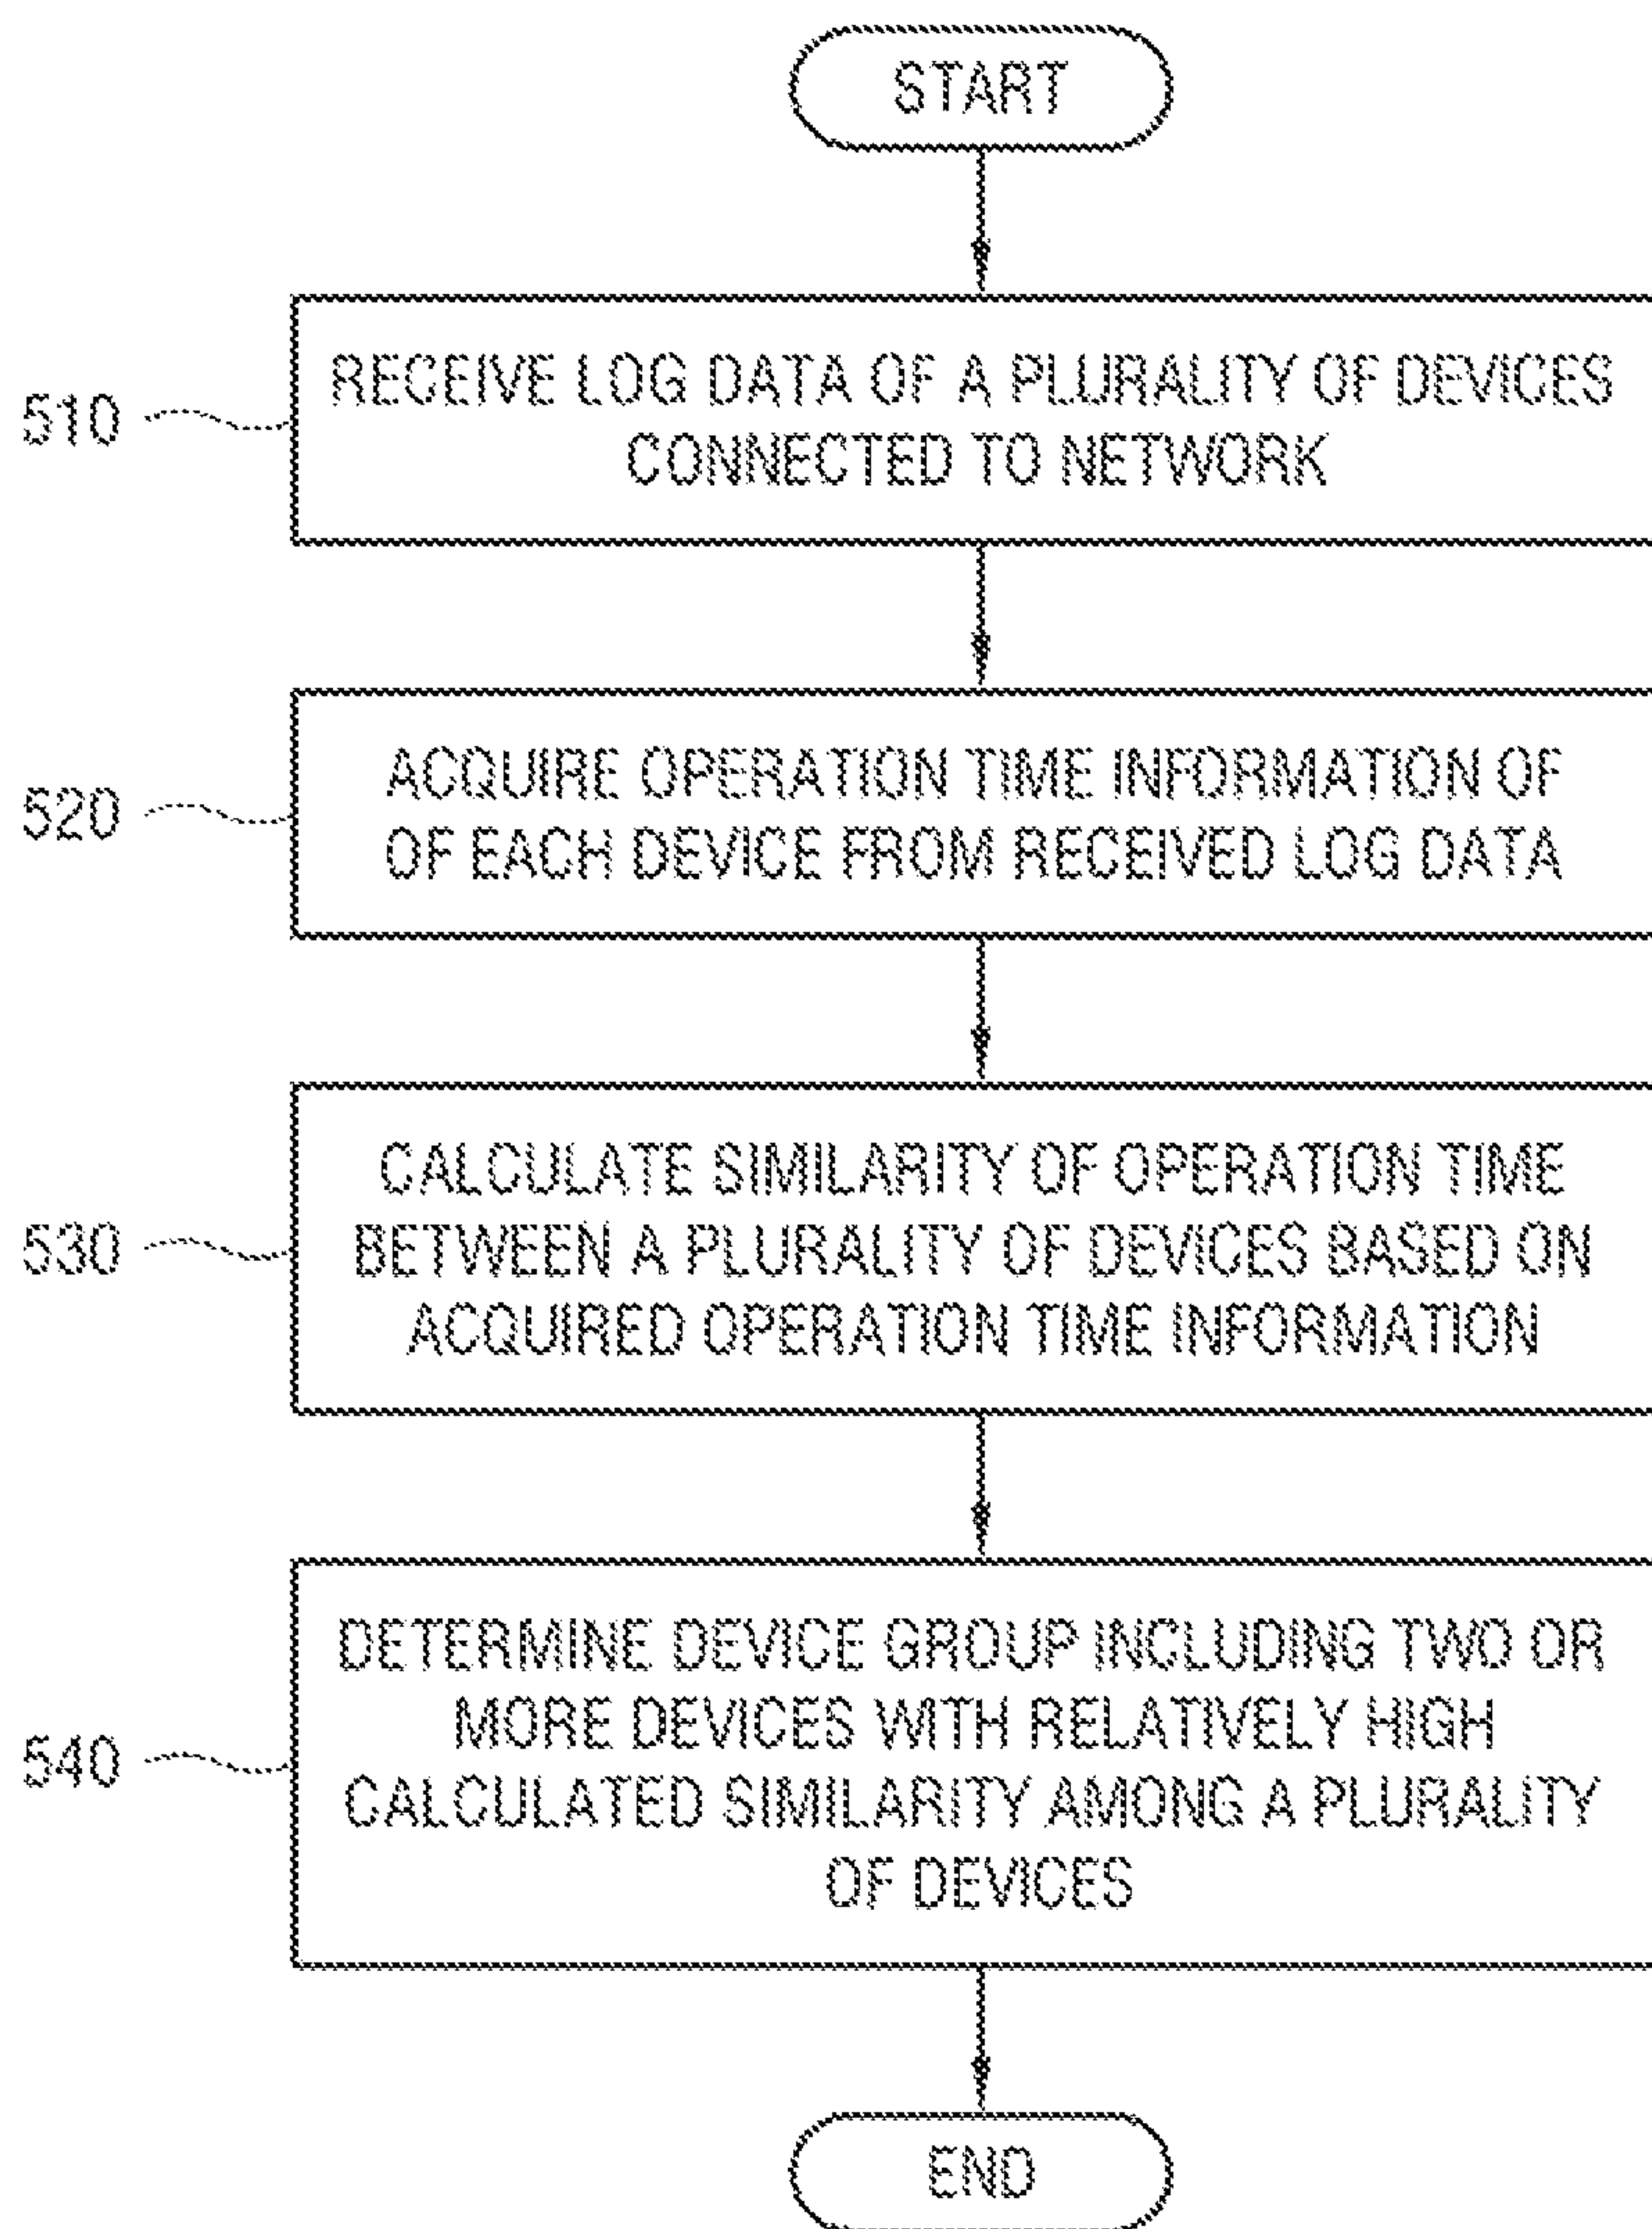 START
510
RECEIVE LOG DATA OF A PLURALITY OF DEVICES
CONNECTED TO NETWORK
520
ACQUIRE OPERATION TIME INFORMATION OF
OF EACH DEVICE FROM RECEIVED LOG DATA
530
CALCULATE SIMILARITY OF OPERATION TIME
BETWEEN A PLURALITY OF DEVICES BASED ON
ACQUIRED OPERATION TIME INFORMATION
540
DETERMINE DEVICE GROUP INCLUDING TWO OR
MORE DEVICES WITH RELATIVELY HIGH
CALCULATED SIMILARITY AMONG A PLURALITY
OF DEVICES
END